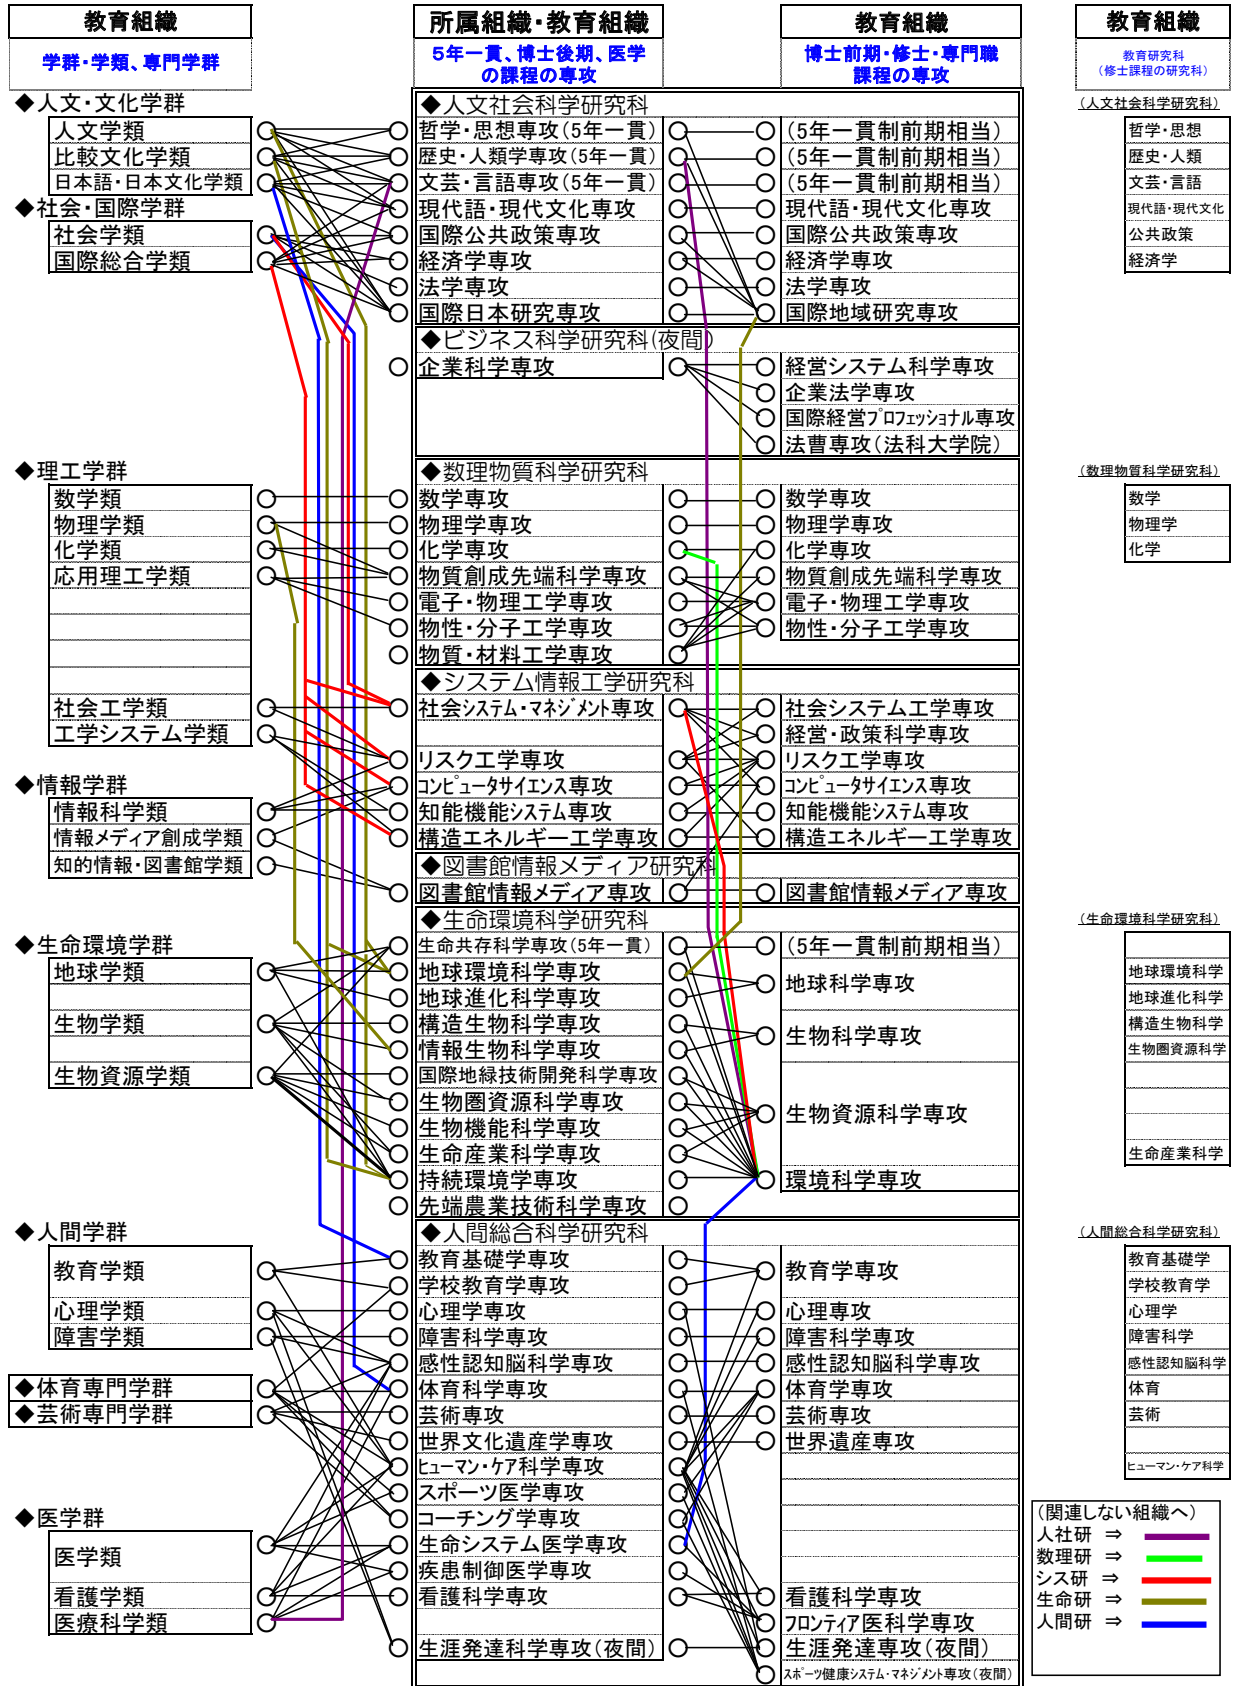 教育組織
学群・学類、専門学群
◆人文・文化学群
人文学類
比較文化学類
日本語・日本文化学類
◆社会・国際学群
社会学類
国際総合学類
◆理工学群
数学類
物理学類
化学類
応用理工学類
社会工学類
工学システム学類
◆情報学群
情報科学類
情報メディア創成学類
知的情報・図書館学類
◆生命環境学群
地球学類
生物学類
生物資源学類
◆人間学群
教育学類
心理学類
障害学類
◆体育専門学群
◆芸術専門学群
◆医学群
医学類
看護学類
医療科学類
所属組織・教育組織
5年一貫、博士後期、医学
の課程の専攻
◆人文社会科学研究科
哲学・思想専攻(5年一貫)
歴史・人類学専攻(5年一貫)
文芸・言語専攻(5年一貫)
現代語・現代文化専攻
国際公共政策専攻
経済学専攻
法学専攻
国際日本研究専攻
◆ビジネス科学研究科(夜間)
企業科学専攻
◆数理物質科学研究科
数学専攻
物理学専攻
化学専攻
物質創成先端科学専攻
電子・物理工学専攻
物性・分子工学専攻
物質・材料工学専攻
◆システム情報工学研究科
社会システム・マネジメント専攻
リスク工学専攻
コンピュータサイエンス専攻
知能機能システム専攻
構造エネルギー工学専攻
◆図書館情報メディア研究科
図書館情報メディア専攻
◆生命環境科学研究科
生命共存科学専攻(5年一貫)
地球環境科学専攻
地球進化科学専攻
構造生物科学専攻
情報生物科学専攻
国際地縁技術開発科学専攻
生物圏資源科学専攻
生物機能科学専攻
生命産業科学専攻
持続環境学専攻
先端農業技術科学専攻
◆人間総合科学研究科
教育基礎学専攻
学校教育学専攻
心理学専攻
障害科学専攻
感性認知脳科学専攻
体育科学専攻
芸術専攻
世界文化遺産学専攻
ヒューマン・ケア科学専攻
スポーツ医学専攻
コーチング学専攻
生命システム医学専攻
疾患制御医学専攻
看護科学専攻
生涯発達科学専攻(夜間)
教育組織
博士前期・修士・専門職
課程の専攻
(5年一貫制前期相当)
(5年一貫制前期相当)
(5年一貫制前期相当)
現代語・現代文化専攻
国際公共政策専攻
経済学専攻
法学専攻
国際地域研究専攻
経営システム科学専攻
企業法学専攻
国際経営プロフェッショナル専攻
法曹専攻(法科大学院)
数学専攻
物理学専攻
化学専攻
物質創成先端科学専攻
電子・物理工学専攻
物性・分子工学専攻
社会システム工学専攻
経営・政策科学専攻
リスク工学専攻
コンピュータサイエンス専攻
知能機能システム専攻
構造エネルギー工学専攻
図書館情報メディア専攻
(5年一貫制前期相当)
地球科学専攻
生物科学専攻
生物資源科学専攻
環境科学専攻
教育学専攻
心理専攻
障害科学専攻
感性認知脳科学専攻
体育学専攻
芸術専攻
世界遺産専攻
看護科学専攻
フロンティア医科学専攻
生涯発達専攻(夜間)
スポーツ健康システム・マネジメント専攻(夜間)
教育組織
教育研究科
(修士課程の研究科)
(人文社会科学研究科)
哲学・思想
歴史・人類
文芸・言語
現代語・現代文化
公共政策
経済学
(数理物質科学研究科)
数学
物理学
化学
(生命環境科学研究科)
地球環境科学
地球進化科学
構造生物科学
生物圏資源科学
生命産業科学
(人間総合科学研究科)
教育基礎学
学校教育学
心理学
障害科学
感性認知脳科学
体育
芸術
ヒューマン・ケア科学
(関連しない組織へ)
人社研 ⇒
数理研 ⇒
シス研 ⇒
生命研 ⇒
人間研 ⇒